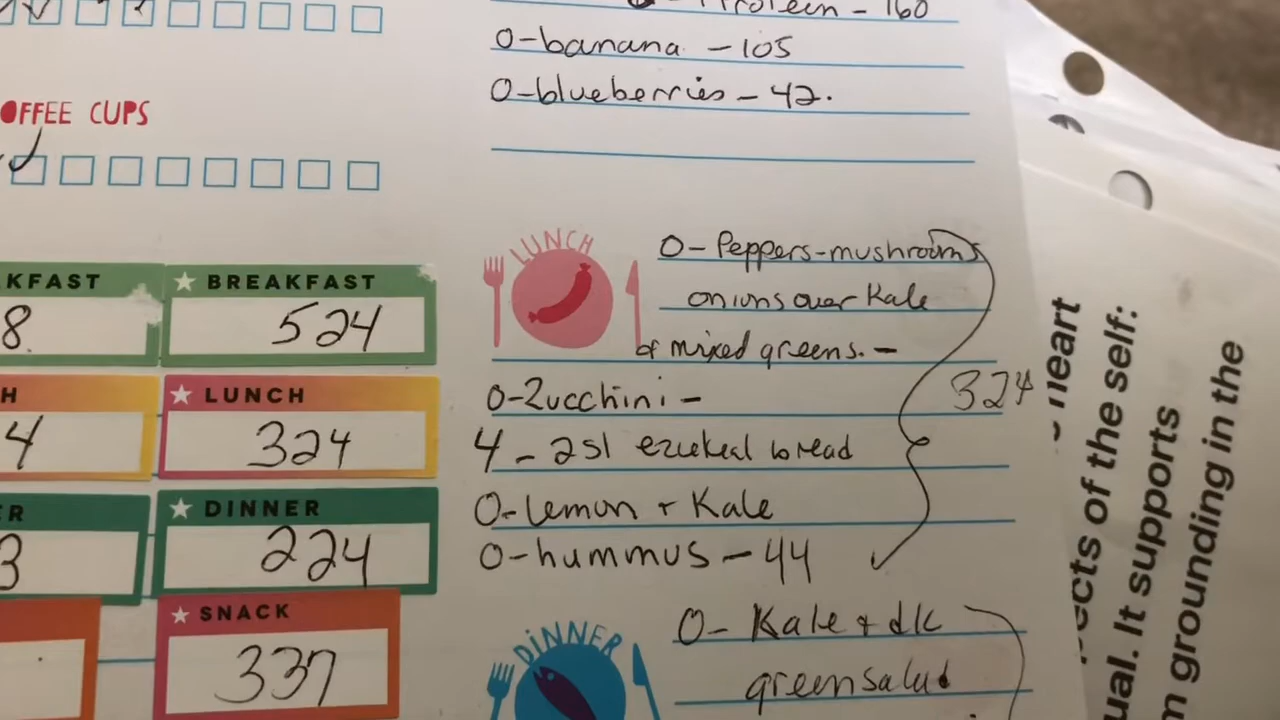 Protein - 160
0-banana - 105
0-blueberries - 42.
OFFEE CUPS
LUNCH
0- Peppers-mushrooms
onions over Kale
of mixed greens. -
0-Zucchini -
324
4 - 2sl ezekeal bread
0-lemon + Kale
0-hummus - 44
DINNER
0- Kale & dk
green salad
KFAST
8.
BREAKFAST
524
H
4
LUNCH
324
R
3
DINNER
224
SNACK
337
heart
ects of the self:
ual. It supports
m grounding in the